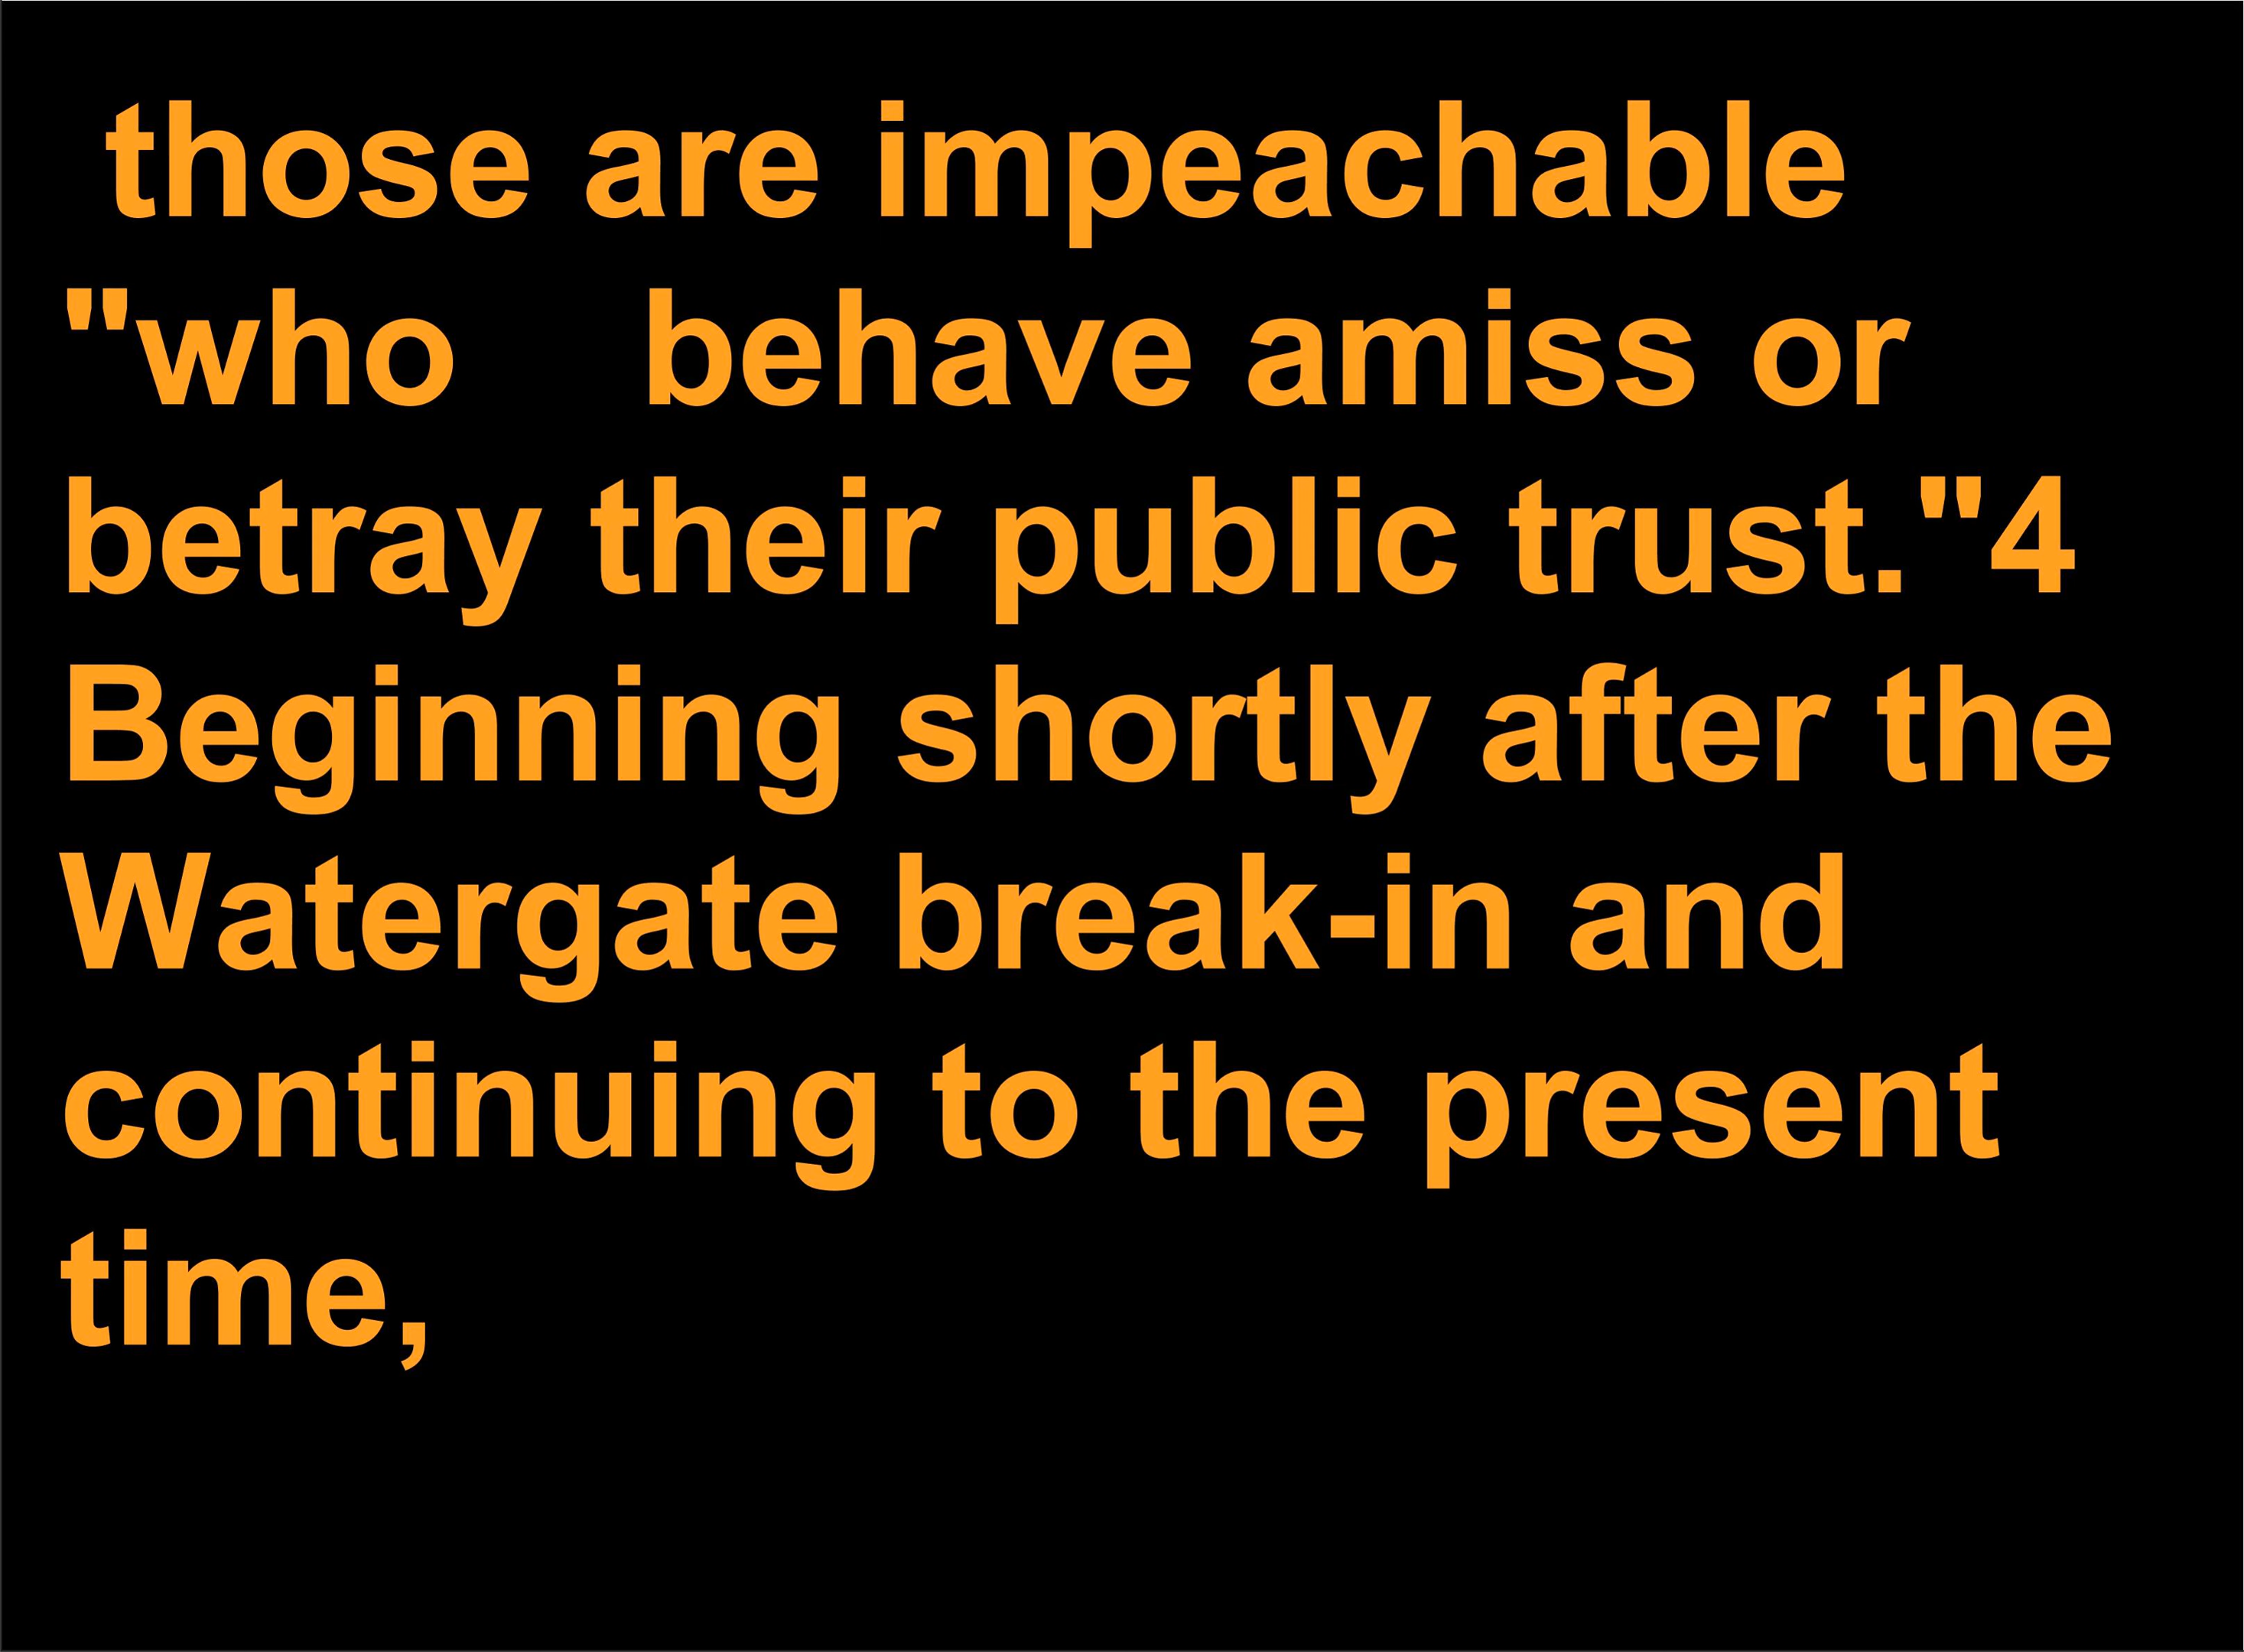 those are impeachable
"who behave amiss or
betray their public trust."4
Beginning shortly after the
Watergate break-in and
continuing to the present
time,